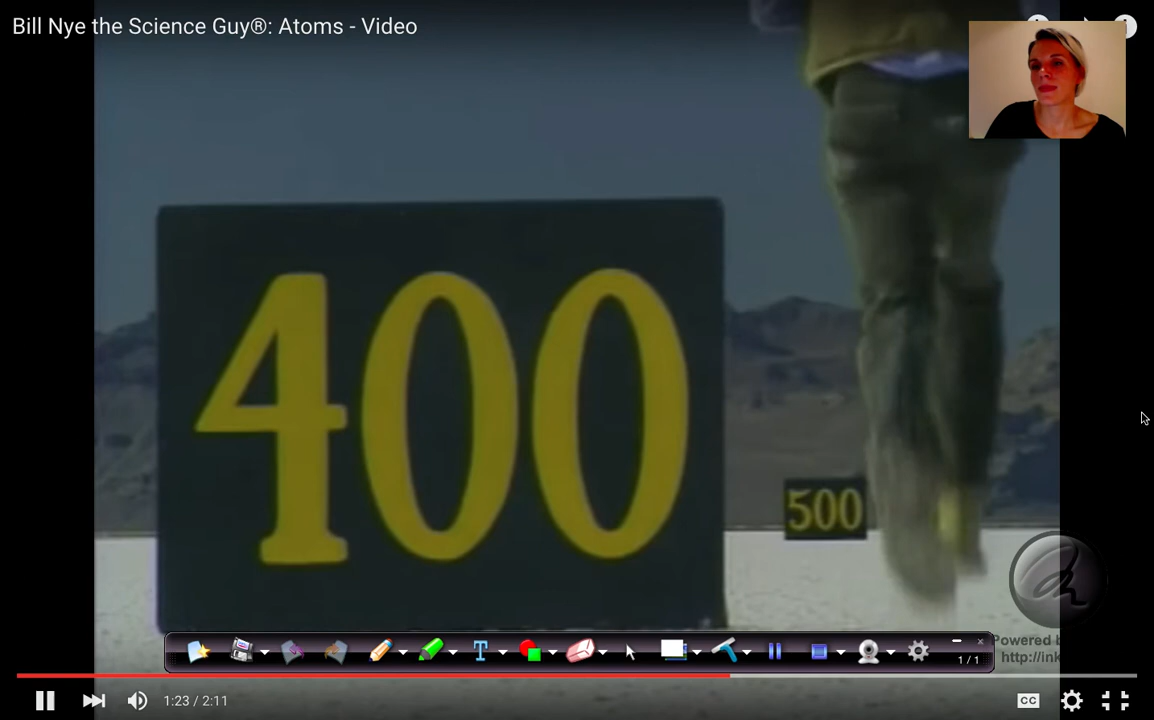 Bill Nye the Science Guy®: Atoms - Video
400
500
T
1 / 1
Powered b
http://ink
1:23 / 2:11
CC